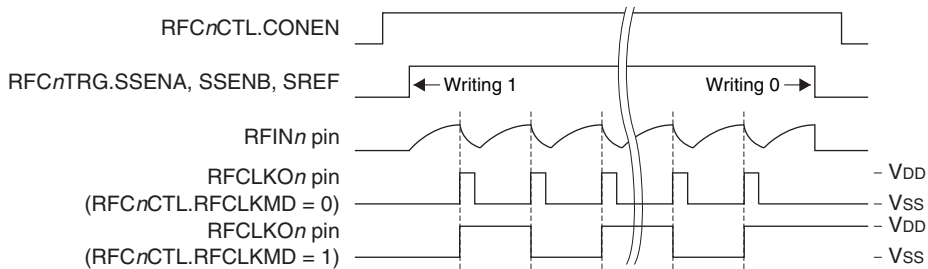 RFCnCTL.CONEN
RFCnTRG.SSENA, SSENB, SREF
Writing 1
Writing 0
RFINn pin
RFCLKOn pin
(RFCnCTL.RFCLKMD = 0)
VDD
VSS
RFCLKOn pin
(RFCnCTL.RFCLKMD = 1)
VDD
VSS